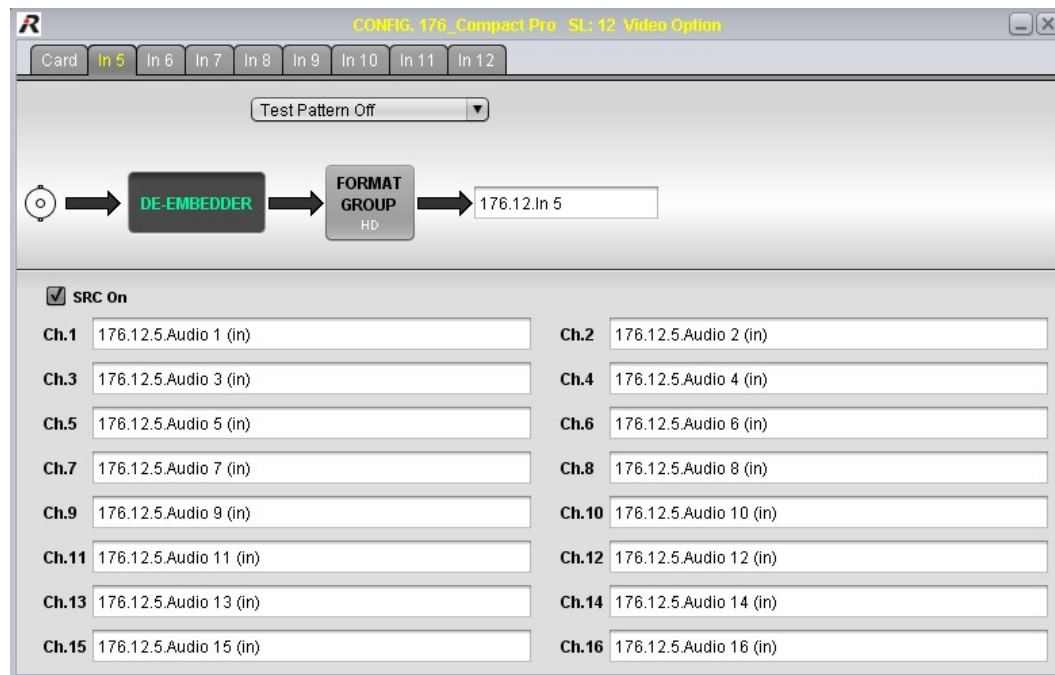 R
CONFIG. 176_Compact Pro SL: 12 Video Option
Card In 5 In 6 In 7 In 8 In 9 In 10 In 11 In 12
Test Pattern Off
DE-EMBEDDER
FORMAT
GROUP
HD
176.12.In 5
SRC On
Ch.1 176.12.5.Audio 1 (in) Ch.2 176.12.5.Audio 2 (in)
Ch.3 176.12.5.Audio 3 (in) Ch.4 176.12.5.Audio 4 (in)
Ch.5 176.12.5.Audio 5 (in) Ch.6 176.12.5.Audio 6 (in)
Ch.7 176.12.5.Audio 7 (in) Ch.8 176.12.5.Audio 8 (in)
Ch.9 176.12.5.Audio 9 (in) Ch.10 176.12.5.Audio 10 (in)
Ch.11 176.12.5.Audio 11 (in) Ch.12 176.12.5.Audio 12 (in)
Ch.13 176.12.5.Audio 13 (in) Ch.14 176.12.5.Audio 14 (in)
Ch.15 176.12.5.Audio 15 (in) Ch.16 176.12.5.Audio 16 (in)